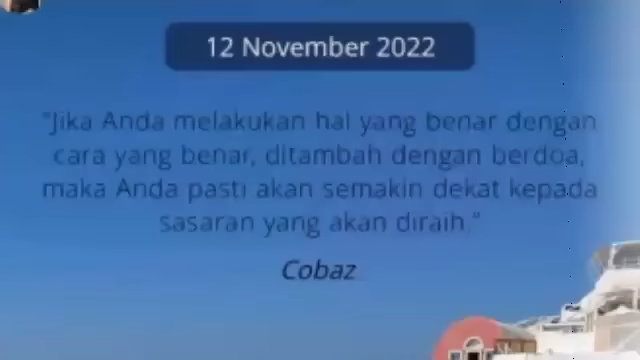 12 November 2022
"Jika Anda melakukan hal yang benar dengan
cara yang benar, ditambah dengan berdoa,
maka Anda pasti akan semakin dekat kepada
sasaran yang akan diraih."
Cobaz